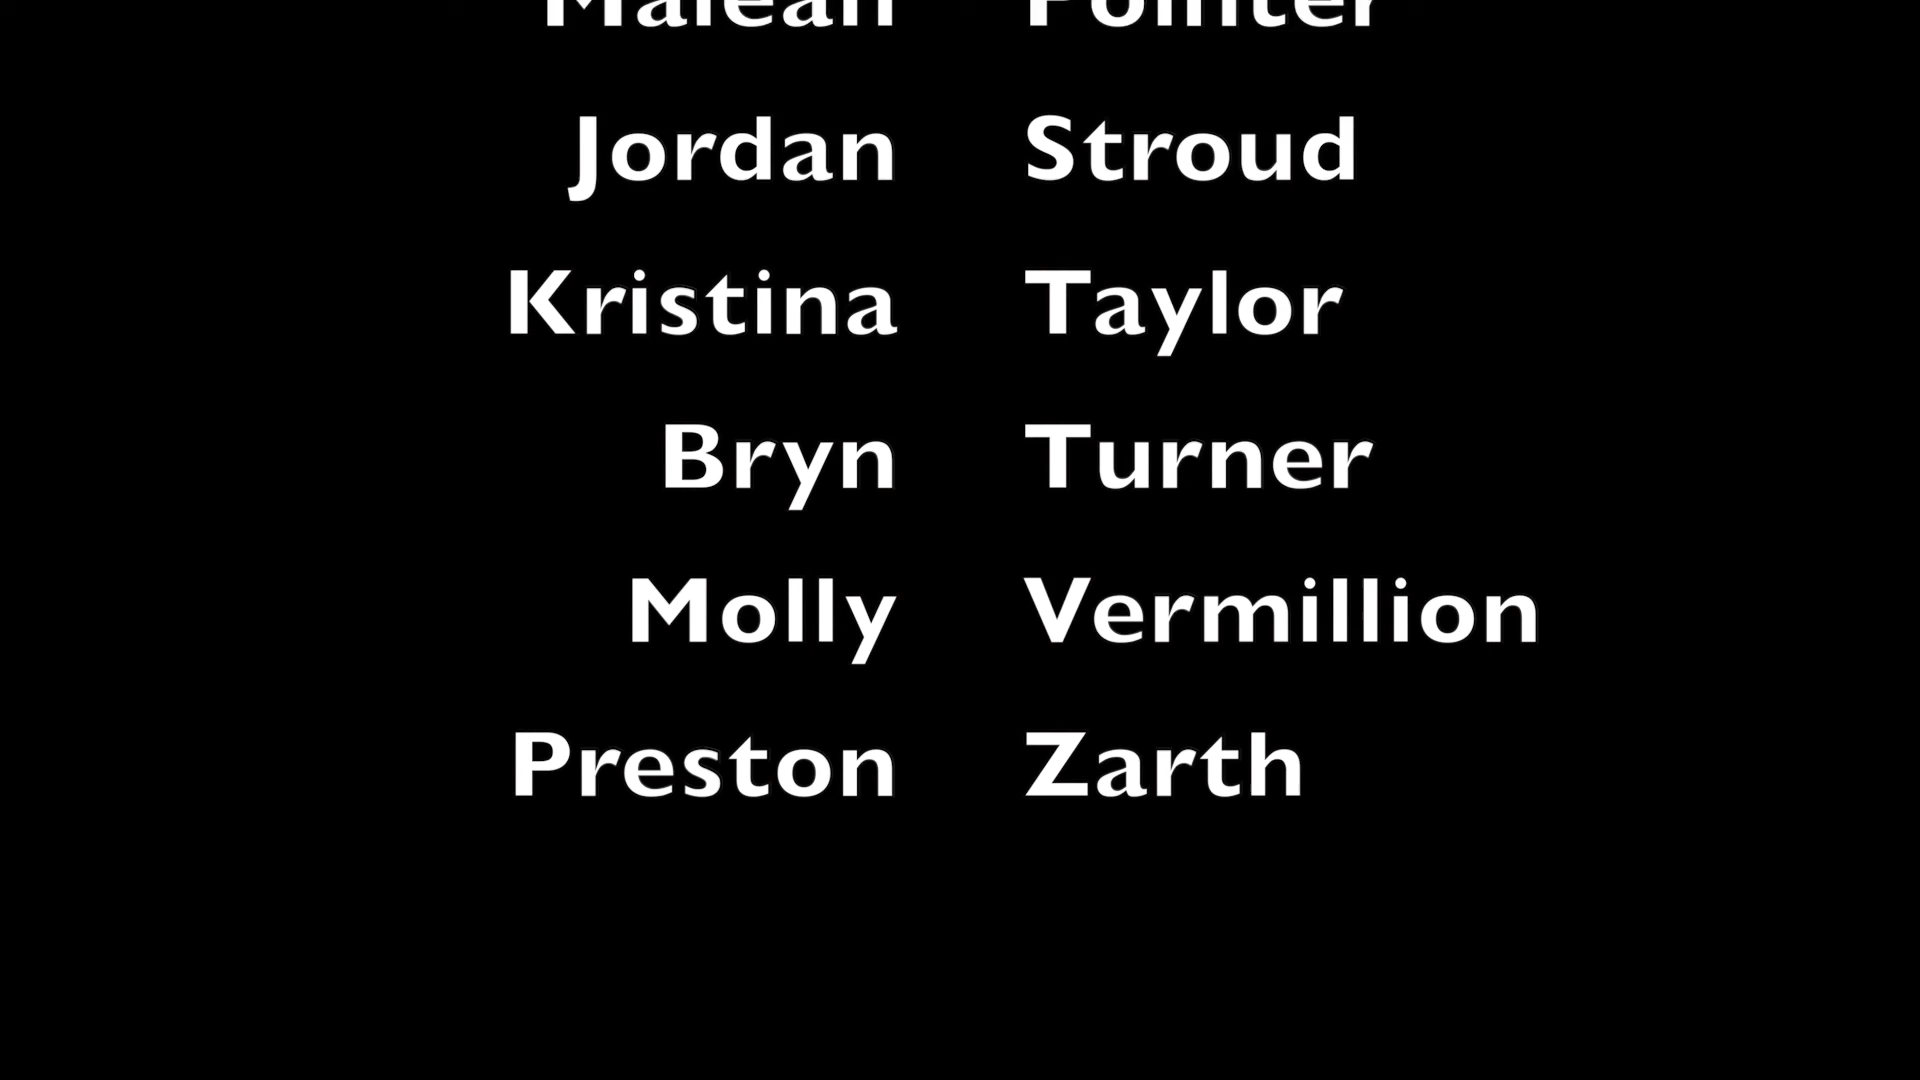 Jordan Stroud
Kristina Taylor
Bryn Turner
Molly Vermillion
Preston Zarth